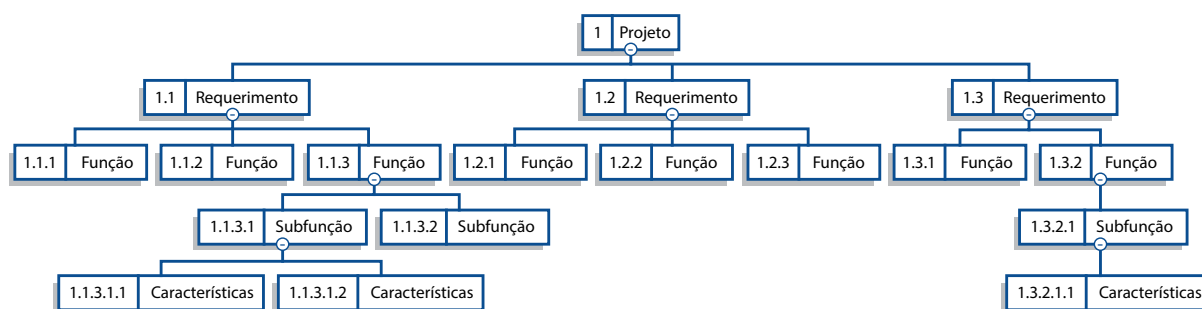 1 Projeto
1.1 Requerimento
1.2 Requerimento
1.3 Requerimento
1.1.1 Função
1.1.2 Função
1.1.3 Função
1.2.1 Função
1.2.2 Função
1.2.3 Função
1.3.1 Função
1.3.2 Função
1.1.3.1 Subfunção
1.1.3.2 Subfunção
1.3.2.1 Subfunção
1.1.3.1.1 Características
1.1.3.1.2 Características
1.3.2.1.1 Características